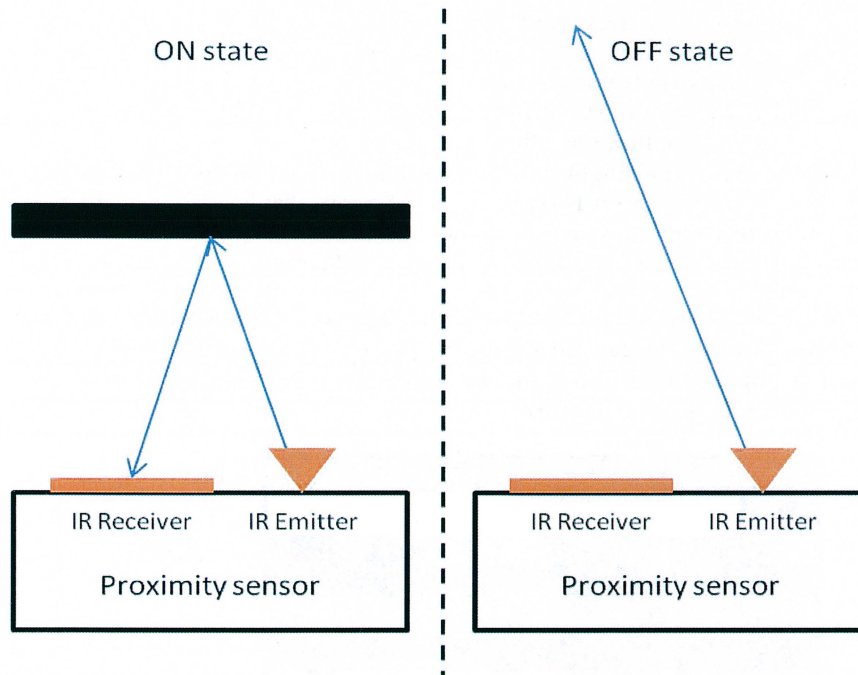 ON state
IR Receiver
IR Emitter
Proximity sensor
OFF state
IR Receiver
IR Emitter
Proximity sensor